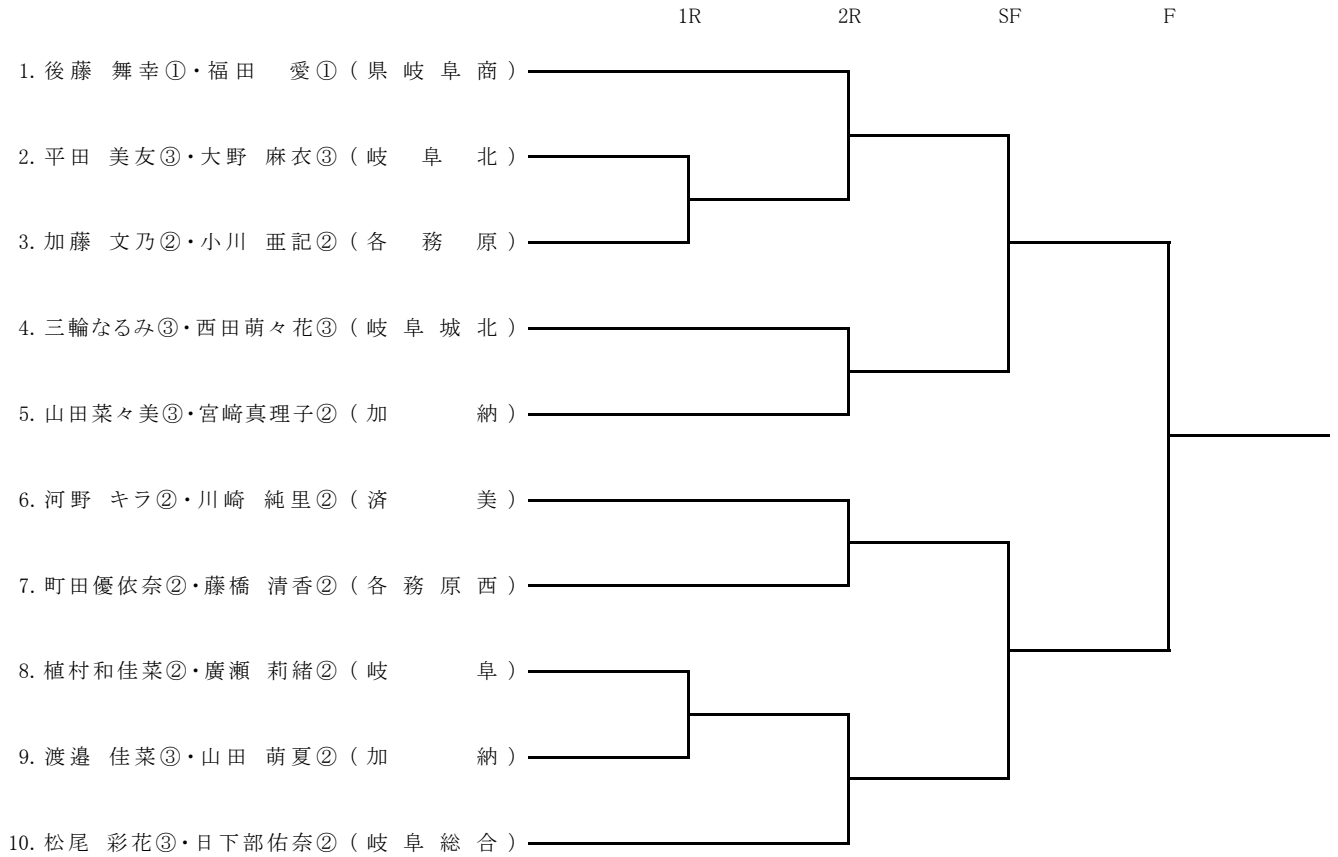 1R 2R SF F
1. 後藤 舞幸①・福田 愛① ( 県岐阜商 )
2. 平田 美友③・大野 麻衣③ ( 岐阜北 )
3. 加藤 文乃②・小川 亜記② ( 各務原 )
4. 三輪なるみ③・西田萌々花③ ( 岐阜城北 )
5. 山田菜々美③・宮﨑真理子② ( 加納 )
6. 河野 キラ②・川崎 純里② ( 済美 )
7. 町田優依奈②・藤橋 清香② ( 各務原西 )
8. 植村和佳菜②・廣瀬 莉緒② ( 岐阜 )
9. 渡邉 佳菜③・山田 萌夏② ( 加納 )
10. 松尾 彩花③・日下部佑奈② ( 岐阜総合 )